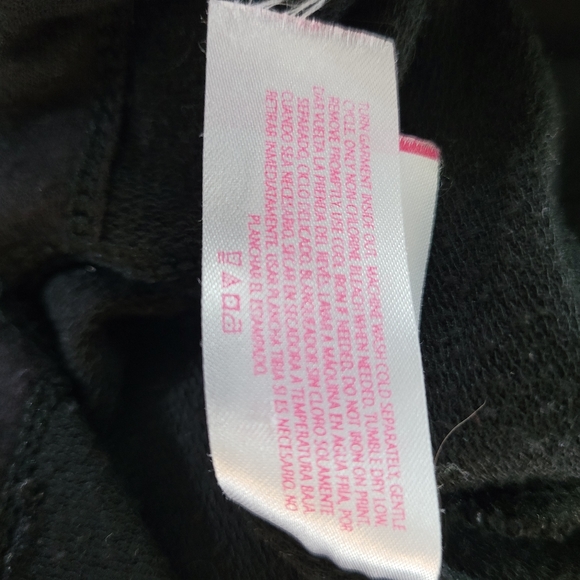 TURN GARMENT INSIDE OUT. MACHINE WASH COLD SEPARATELY, GENTLE
CYCLE. ONLY NON-CHLORINE BLEACH WHEN NEEDED. TUMBLE DRY LOW.
REMOVE PROMPTLY. USE COOL IRON IF NEEDED. DO NOT IRON ON PRINT.
DAR VUELTA LA PRENDA DEL REVES. LAVAR A MAQUINA EN AGUA FRIA, POR
SEPARADO, CICLO DELICADO. BLANQUEADOR SIN CLORO SOLAMENTE
CUANDO SEA NECESARIO. SECAR EN SECADORA A TEMPERATURA BAJA.
RETIRAR INMEDIATAMENTE. USAR PLANCHA TIBIA SI ES NECESARIO. NO
PLANCHAR EL ESTAMPADO.